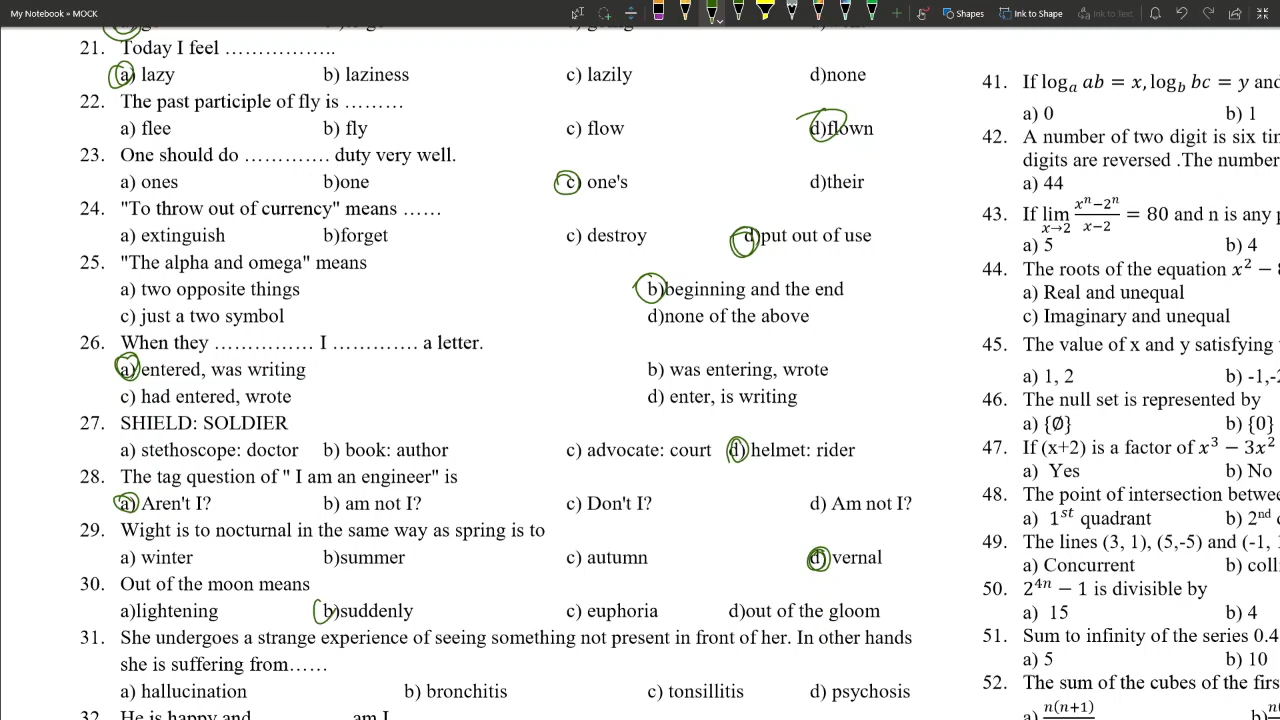 My Notebook » MOCK
Shapes
Ink to Shape
Ink to Text
21. Today I feel ……………..
a) lazy b) laziness c) lazily d)none
22. The past participle of fly is ………
a) flee b) fly c) flow d)flown
23. One should do …………. duty very well.
a) ones b)one c) one's d)their
24. "To throw out of currency" means ……
a) extinguish b)forget c) destroy d)put out of use
25. "The alpha and omega" means
a) two opposite things b)beginning and the end
c) just a two symbol d)none of the above
26. When they …………… I …………. a letter.
a) entered, was writing b) was entering, wrote
c) had entered, wrote d) enter, is writing
27. SHIELD: SOLDIER
a) stethoscope: doctor b) book: author c) advocate: court d) helmet: rider
28. The tag question of " I am an engineer" is
a) Aren't I? b) am not I? c) Don't I? d) Am not I?
29. Wight is to nocturnal in the same way as spring is to
a) winter b)summer c) autumn d) vernal
30. Out of the moon means
a)lightening b)suddenly c) euphoria d)out of the gloom
31. She undergoes a strange experience of seeing something not present in front of her. In other hands
she is suffering from……
a) hallucination b) bronchitis c) tonsillitis d) psychosis
32. He is happy and am I
41. If logₐ ab = x, log_b bc = y and
a) 0 b) 1
42. A number of two digit is six
digits are reversed .The number
a) 44
43. If lim x→2 (xⁿ−2ⁿ)/(x−2) = 80 and n is any
a) 5 b) 4
44. The roots of the equation x² −
a) Real and unequal
c) Imaginary and unequal
45. The value of x and y satisfying
a) 1, 2 b) -1,-
46. The null set is represented by
a) {Ø} b) {0}
47. If (x+2) is a factor of x³ − 3x²
a) Yes b) No
48. The point of intersection
a) 1ˢᵗ quadrant b) 2ⁿᵈ
49. The lines (3, 1), (5,-5) and (-1,
a) Concurrent b)
50. 2⁴ⁿ − 1 is divisible by
a) 15 b) 4
51. Sum to infinity of the series 0.4
a) 5 b) 10
52. The sum of the cubes of the
a) n(n+1) b)